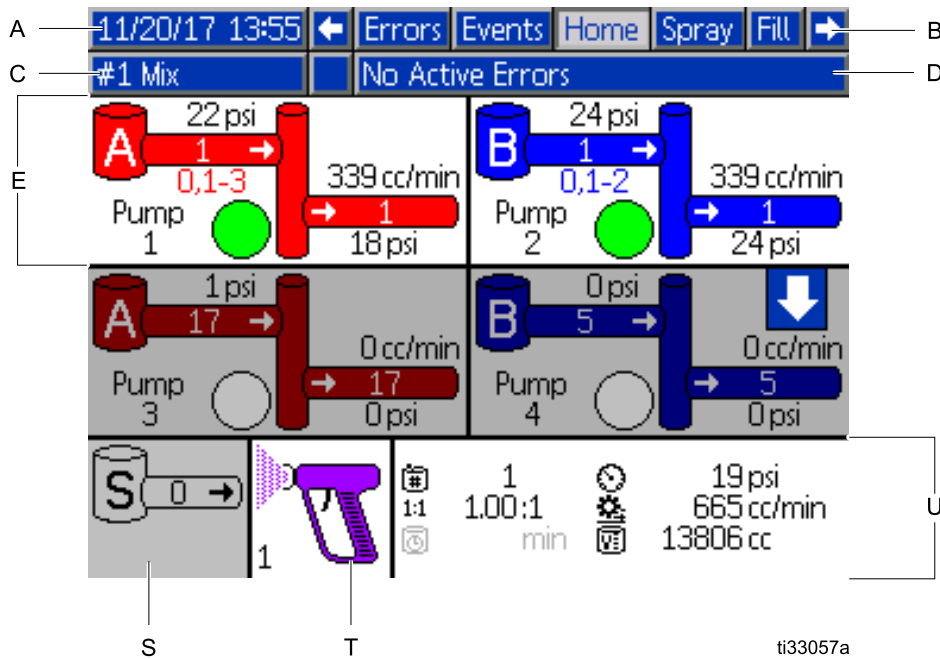 A 11/20/17 13:55 Errors Events Home Spray Fill B
C #1 Mix No Active Errors D
E
22 psi
A 1
0,1-3
339 cc/min
Pump
1
1
18 psi
24 psi
B 1
0,1-2
339 cc/min
Pump
2
1
24 psi
1 psi
A 17
0 cc/min
Pump
3
17
0 psi
0 psi
B 5
0 cc/min
Pump
4
5
0 psi
S 0
1
# 1
1:1 1.00:1
min
19 psi
665 cc/min
13806 cc
U
S T
ti33057a